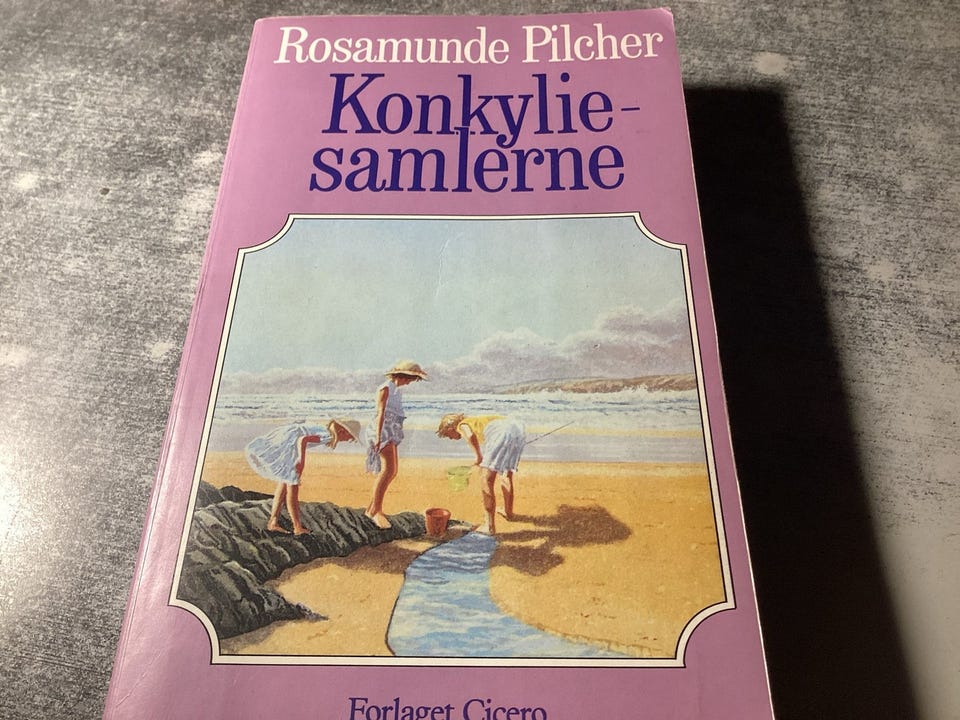 Rosamunde Pilcher
Konkylie-
samlerne
Forlaget Cicero